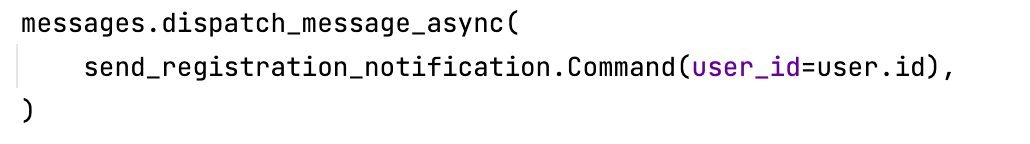 messages.dispatch_message_async(
    send_registration_notification.Command(user_id=user.id),
)